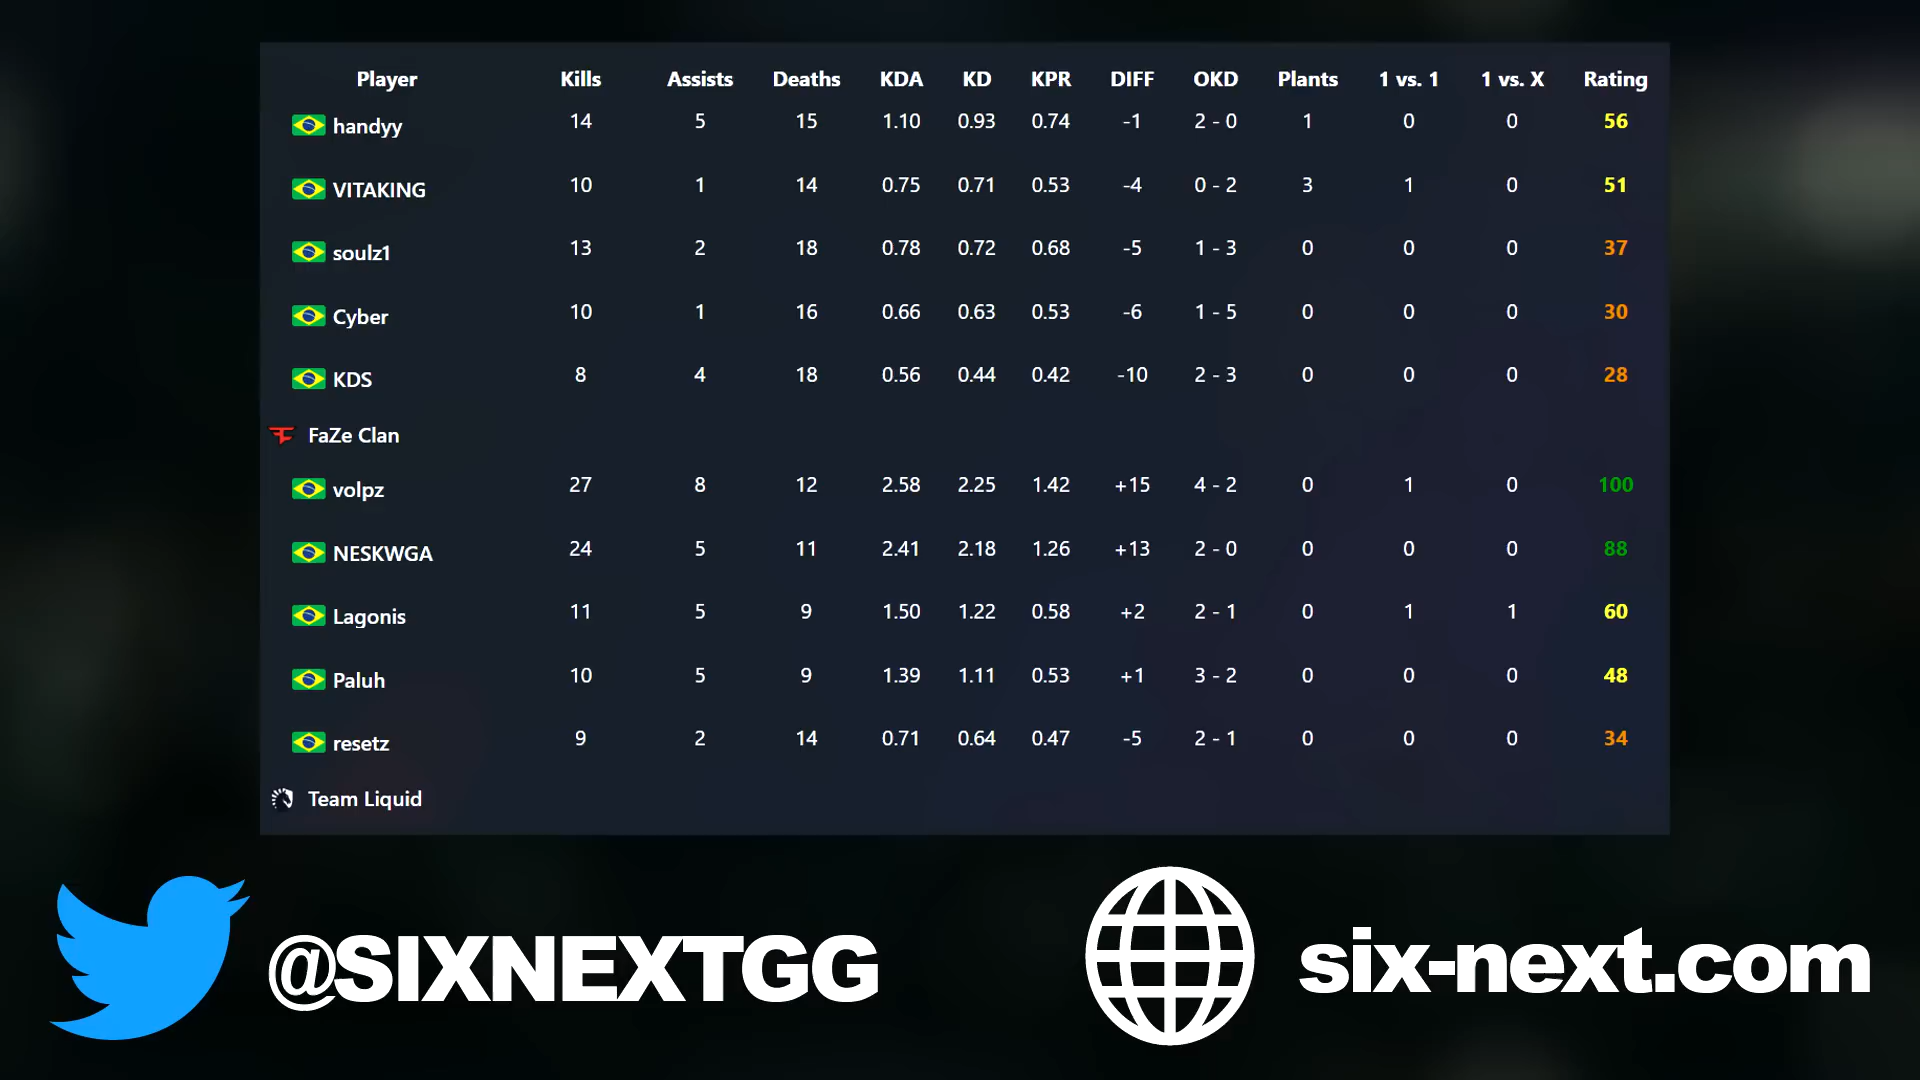 Player Kills Assists Deaths KDA KD KPR DIFF OKD Plants 1 vs. 1 1 vs. X Rating
handyy 14 5 15 1.10 0.93 0.74 -1 2 - 0 1 0 0 56
VITAKING 10 1 14 0.75 0.71 0.53 -4 0 - 2 3 1 0 51
soulz1 13 2 18 0.78 0.72 0.68 -5 1 - 3 0 0 0 37
Cyber 10 1 16 0.66 0.63 0.53 -6 1 - 5 0 0 0 30
KDS 8 4 18 0.56 0.44 0.42 -10 2 - 3 0 0 0 28
FaZe Clan
volpz 27 8 12 2.58 2.25 1.42 +15 4 - 2 0 1 0 100
NESKWGA 24 5 11 2.41 2.18 1.26 +13 2 - 0 0 0 0 88
Lagonis 11 5 9 1.50 1.22 0.58 +2 2 - 1 0 1 1 60
Paluh 10 5 9 1.39 1.11 0.53 +1 3 - 2 0 0 0 48
resetz 9 2 14 0.71 0.64 0.47 -5 2 - 1 0 0 0 34
Team Liquid
@SIXNEXTGG
six-next.com